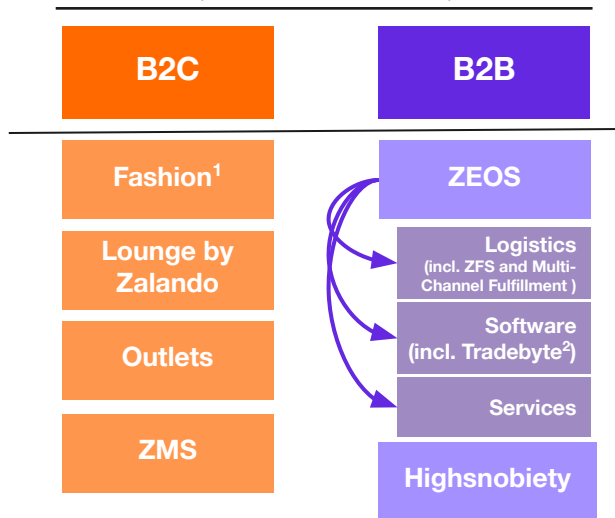 B2C
B2B
Fashion¹
Lounge by
Zalando
Outlets
ZMS
ZEOS
Logistics
(incl. ZFS and Multi-
Channel Fulfillment )
Software
(incl. Tradebyte²)
Services
Highsnobiety